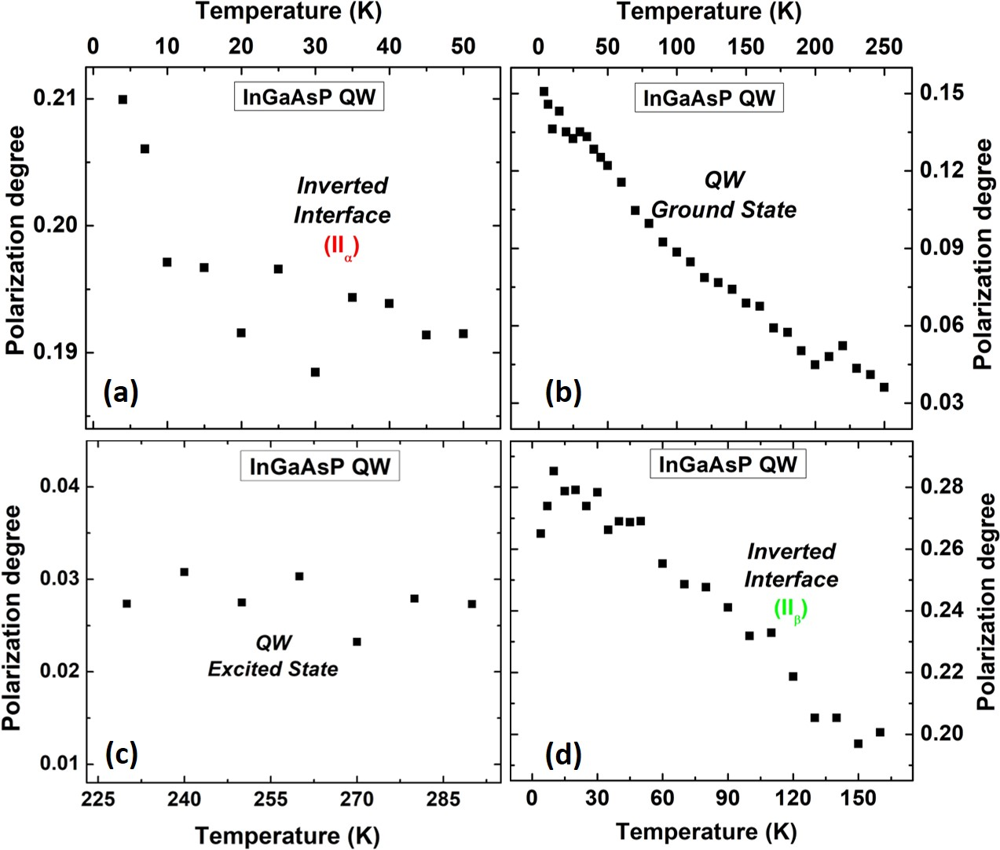 Temperature (K)
0 10 20 30 40 50
InGaAsP QW
0.21
0.20
0.19
Polarization degree
Inverted
Interface
(II_α)
(a)
Temperature (K)
0 50 100 150 200 250
InGaAsP QW
0.15
0.12
0.09
0.06
0.03
Polarization degree
QW
Ground State
(b)
InGaAsP QW
0.04
0.03
0.02
0.01
Polarization degree
QW
Excited State
(c)
225 240 255 270 285
Temperature (K)
InGaAsP QW
0.28
0.26
0.24
0.22
0.20
Polarization degree
Inverted
Interface
(II_β)
(d)
0 30 60 90 120 150
Temperature (K)